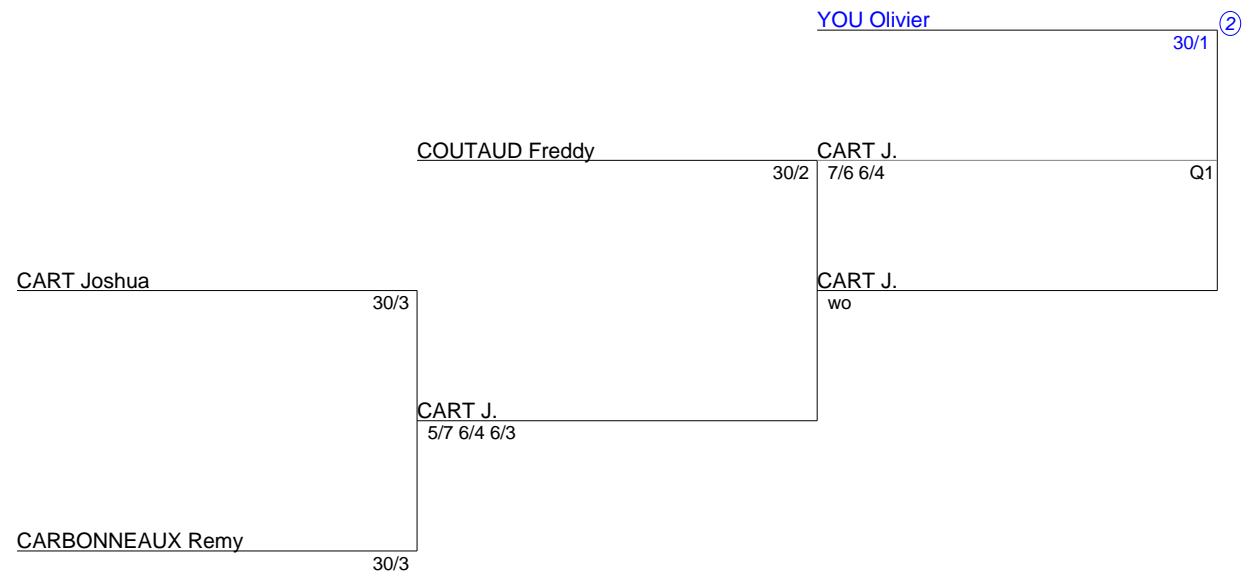 YOU Olivier
2
30/1
COUTAUD Freddy
CART J.
30/2
7/6 6/4
Q1
CART Joshua
CART J.
30/3
wo
CART J.
5/7 6/4 6/3
CARBONNEAUX Remy
30/3